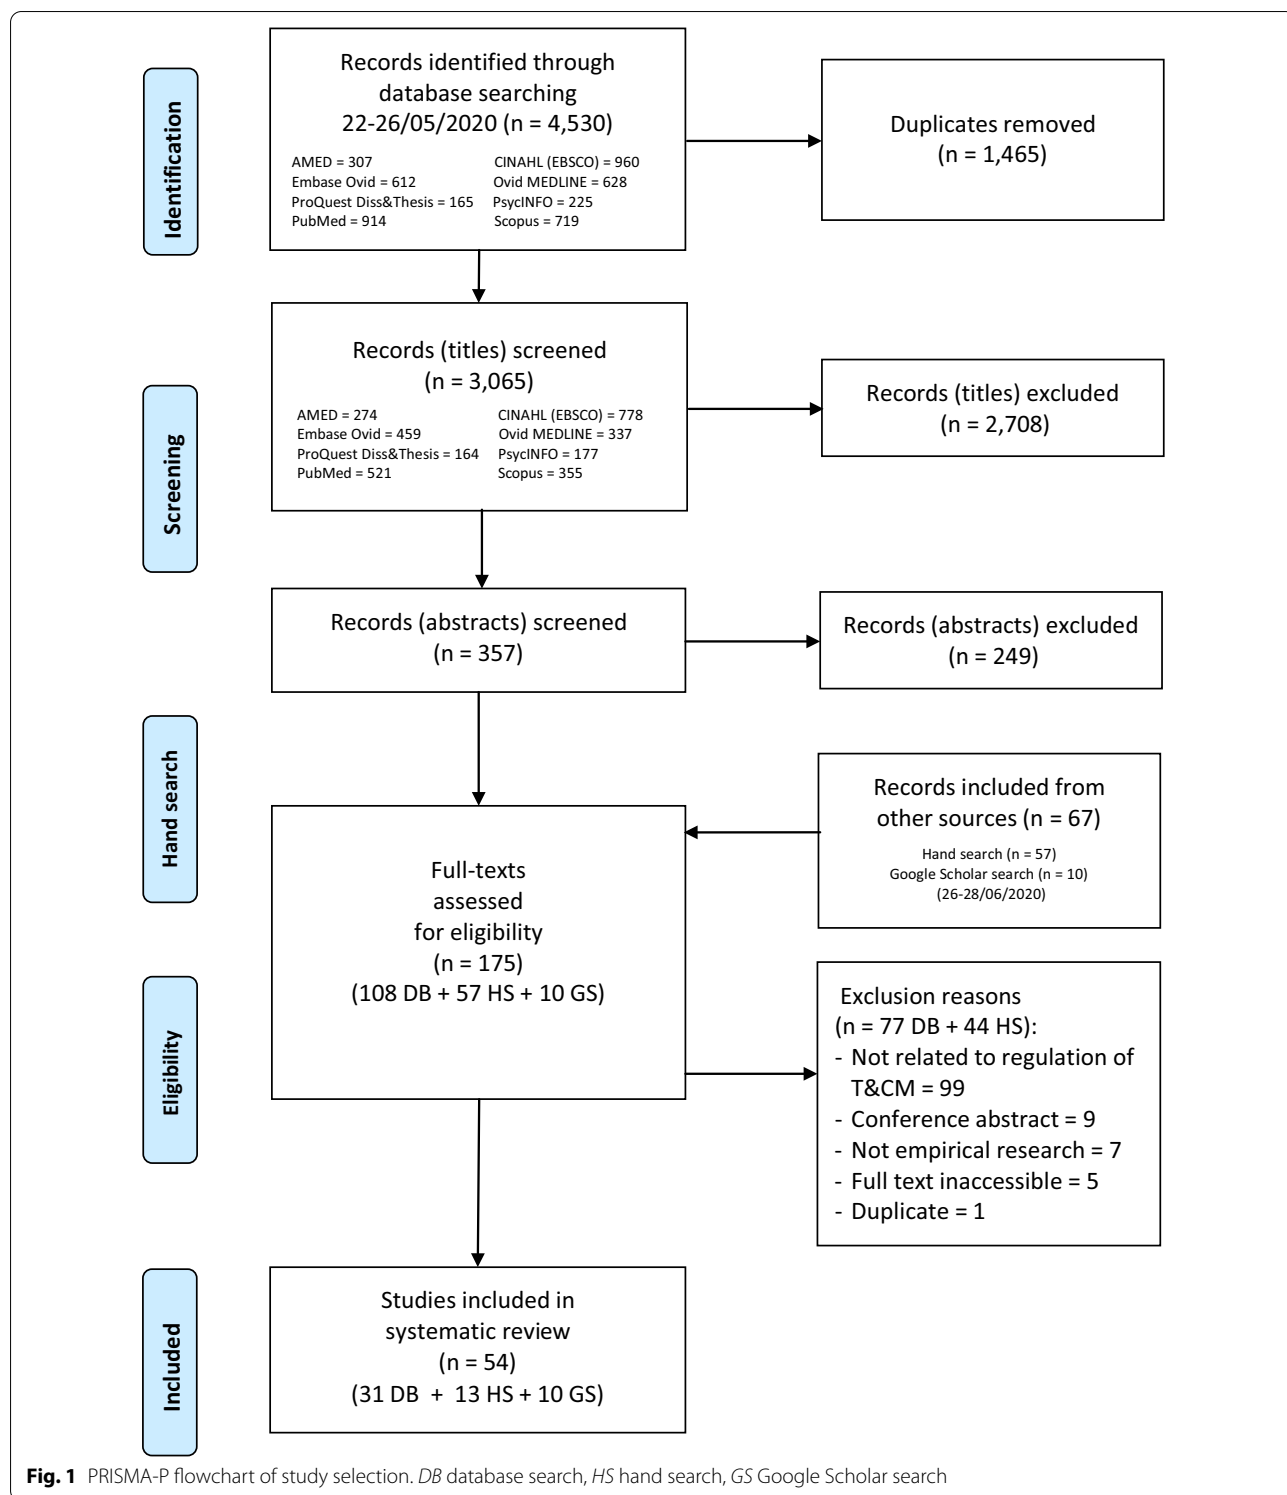 Identification
Records identified through
database searching
22-26/05/2020 (n = 4,530)
AMED = 307
CINAHL (EBSCO) = 960
Embase Ovid = 612
Ovid MEDLINE = 628
ProQuest Diss&Thesis = 165
PsycINFO = 225
PubMed = 914
Scopus = 719
Duplicates removed
(n = 1,465)
Screening
Records (titles) screened
(n = 3,065)
AMED = 274
CINAHL (EBSCO) = 778
Embase Ovid = 459
Ovid MEDLINE = 337
ProQuest Diss&Thesis = 164
PsycINFO = 177
PubMed = 521
Scopus = 355
Records (titles) excluded
(n = 2,708)
Records (abstracts) screened
(n = 357)
Records (abstracts) excluded
(n = 249)
Hand search
Records included from
other sources (n = 67)
Hand search (n = 57)
Google Scholar search (n = 10)
(26-28/06/2020)
Full-texts
assessed
for eligibility
(n = 175)
(108 DB + 57 HS + 10 GS)
Eligibility
Exclusion reasons
(n = 77 DB + 44 HS):
- Not related to regulation of
T&CM = 99
- Conference abstract = 9
- Not empirical research = 7
- Full text inaccessible = 5
- Duplicate = 1
Included
Studies included in
systematic review
(n = 54)
(31 DB + 13 HS + 10 GS)
Fig. 1 PRISMA-P flowchart of study selection. DB database search, HS hand search, GS Google Scholar search